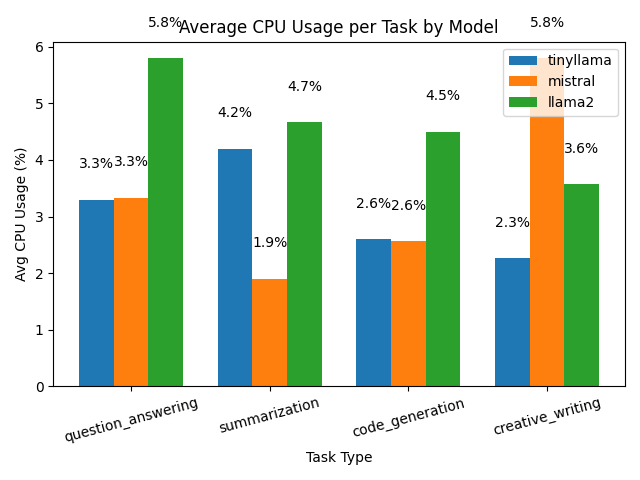 Average CPU Usage per Task by Model
5.8%
5.8%
tinyllama
mistral
llama2
4.7%
4.5%
4.2%
3.3%
3.3%
3.6%
2.6%
2.6%
2.3%
1.9%
Avg CPU Usage (%)
6
5
4
3
2
1
0
question_answering
summarization
code_generation
creative_writing
Task Type